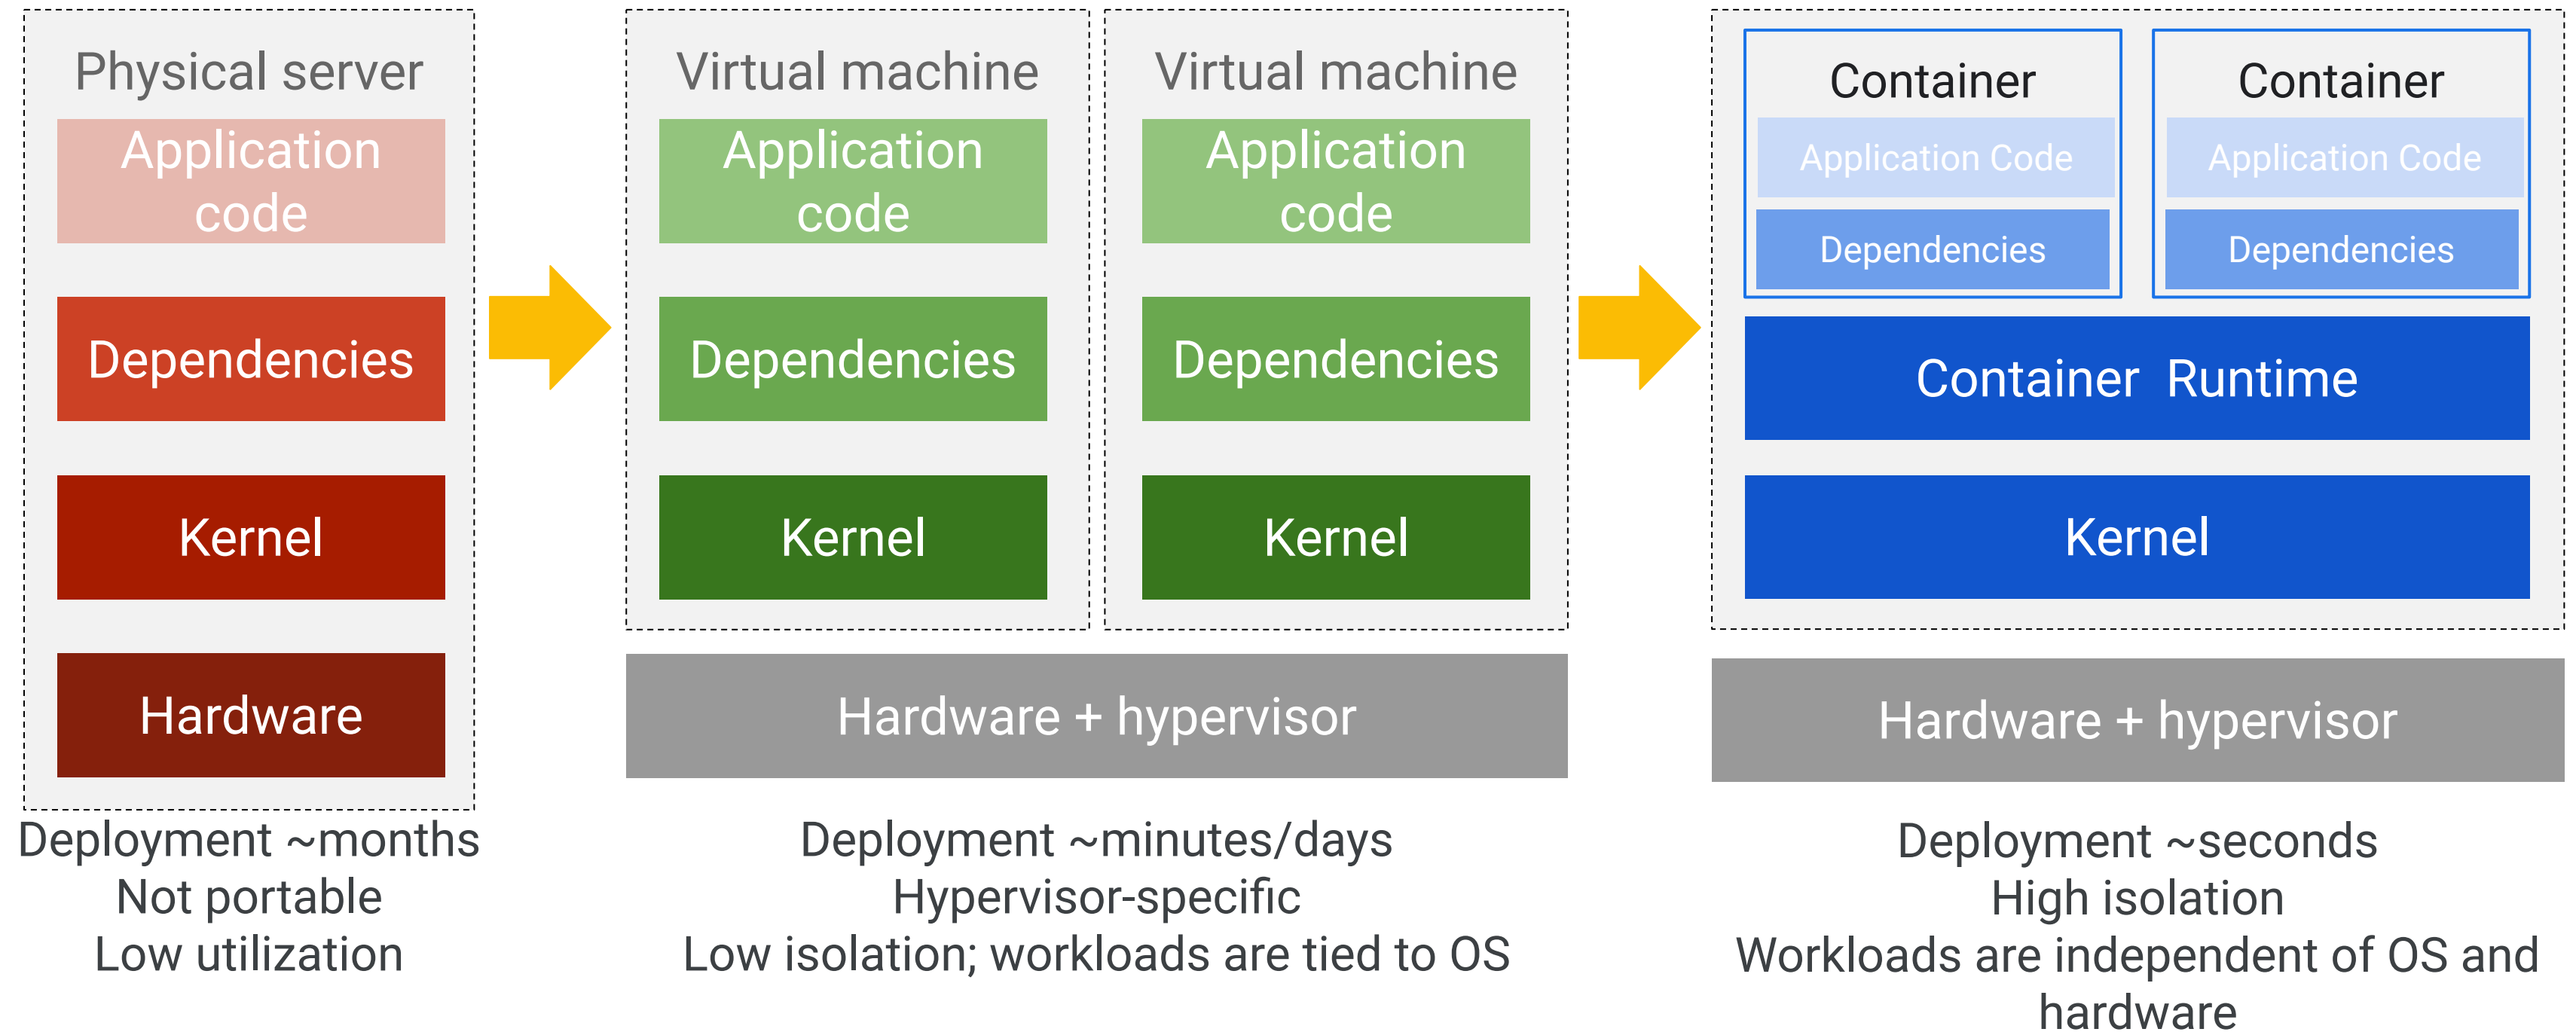 Physical server
Application
code
Dependencies
Kernel
Hardware
Deployment ~months
Not portable
Low utilization
Virtual machine
Application
code
Dependencies
Kernel
Virtual machine
Application
code
Dependencies
Kernel
Hardware + hypervisor
Deployment ~minutes/days
Hypervisor-specific
Low isolation; workloads are tied to OS
Container
Application Code
Dependencies
Container
Application Code
Dependencies
Container Runtime
Kernel
Hardware + hypervisor
Deployment ~seconds
High isolation
Workloads are independent of OS and
hardware